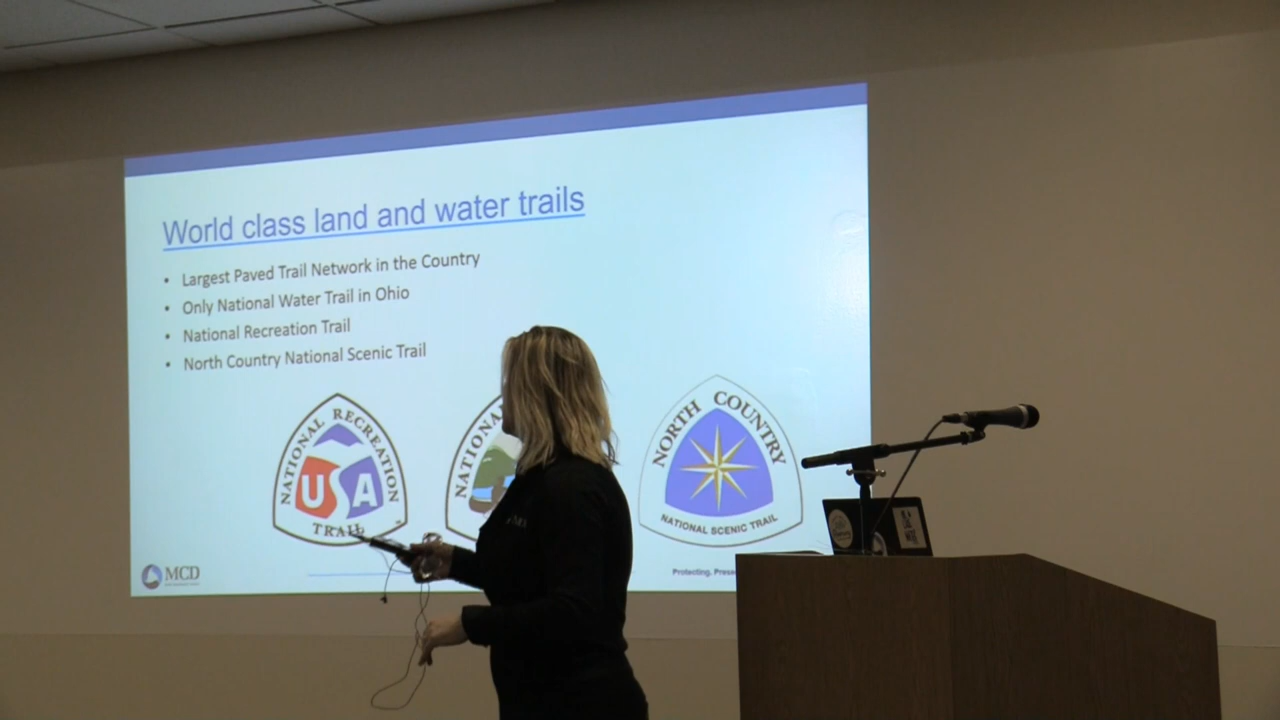 World class land and water trails
• Largest Paved Trail Network in the Country
• Only National Water Trail in Ohio
• National Recreation Trail
• North Country National Scenic Trail
NATIONAL RECREATION
USA
TRAIL
NATIONAL
NORTH COUNTRY
NATIONAL SCENIC TRAIL
MCD
Protecting.